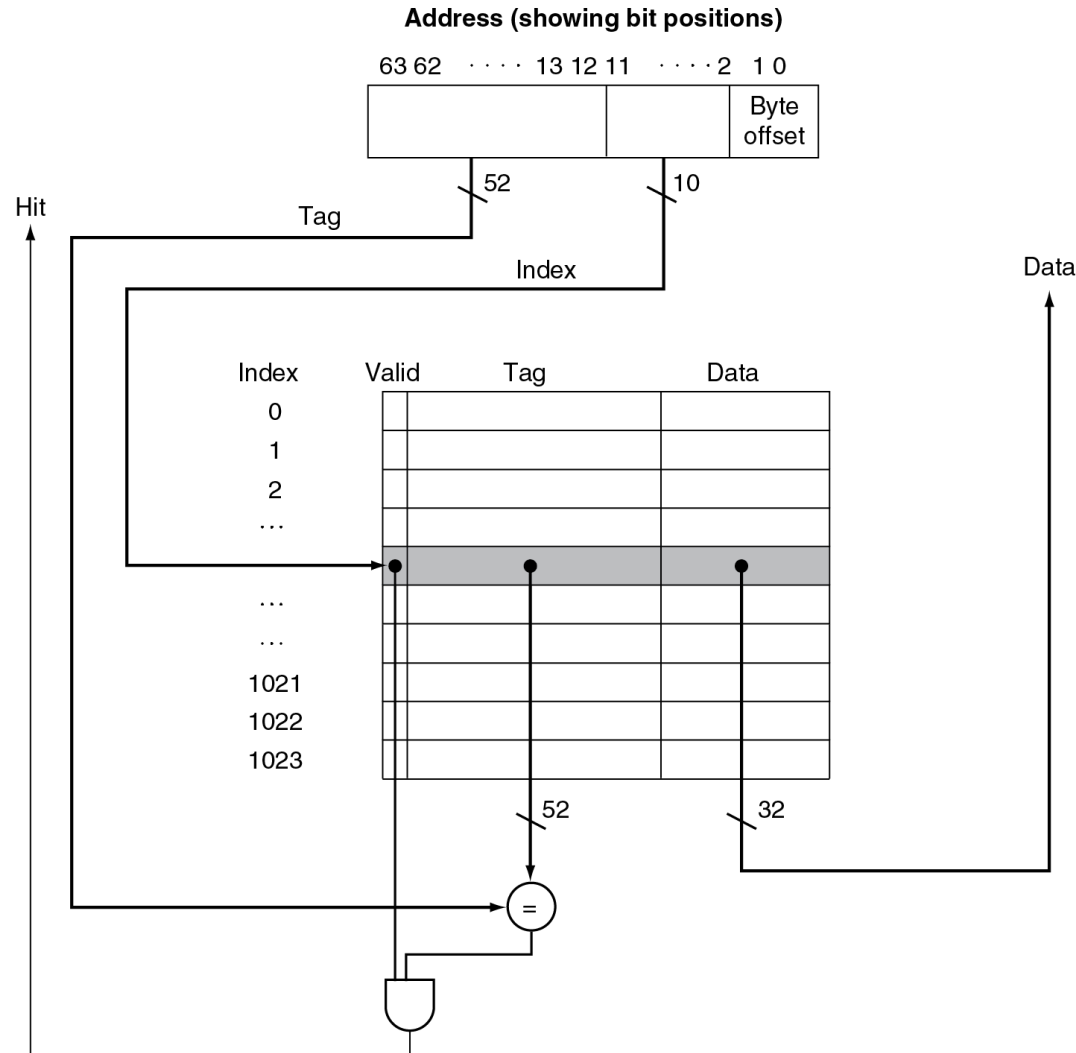 Address (showing bit positions)
63 62 · · · · 13 12 11 · · · · 2 1 0
Byte
offset
52
10
Hit
Tag
Index
Data
Index Valid Tag Data
0
1
2
...
...
...
1021
1022
1023
52
32
=